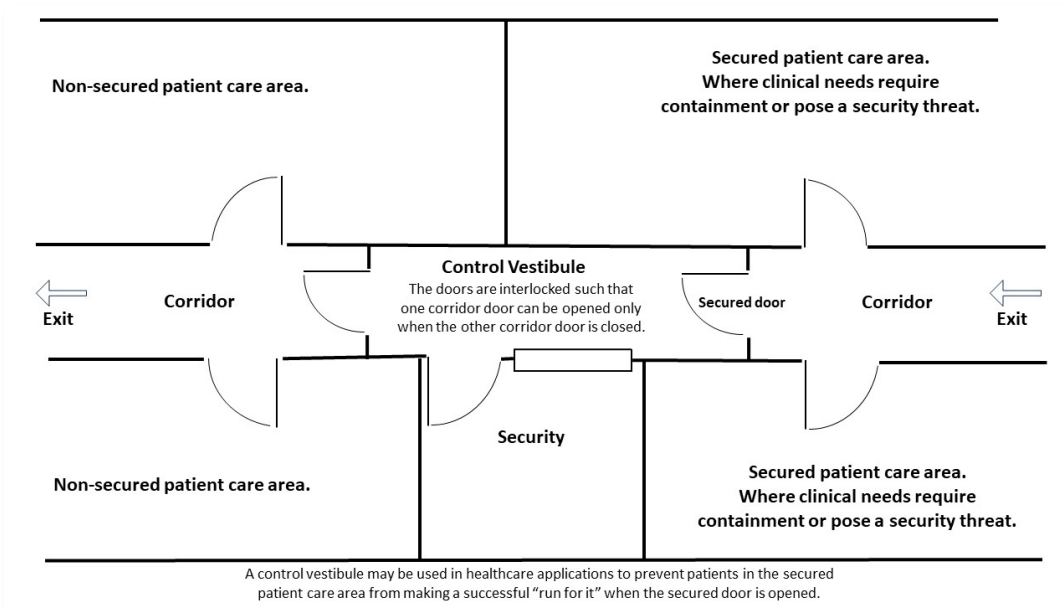 Non-secured patient care area.
Secured patient care area.
Where clinical needs require
containment or pose a security threat.
Control Vestibule
The doors are interlocked such that
one corridor door can be opened only
when the other corridor door is closed.
Exit
Corridor
Secured door
Corridor
Exit
Security
Non-secured patient care area.
Secured patient care area.
Where clinical needs require
containment or pose a security threat.
A control vestibule may be used in healthcare applications to prevent patients in the secured
patient care area from making a successful “run for it” when the secured door is opened.